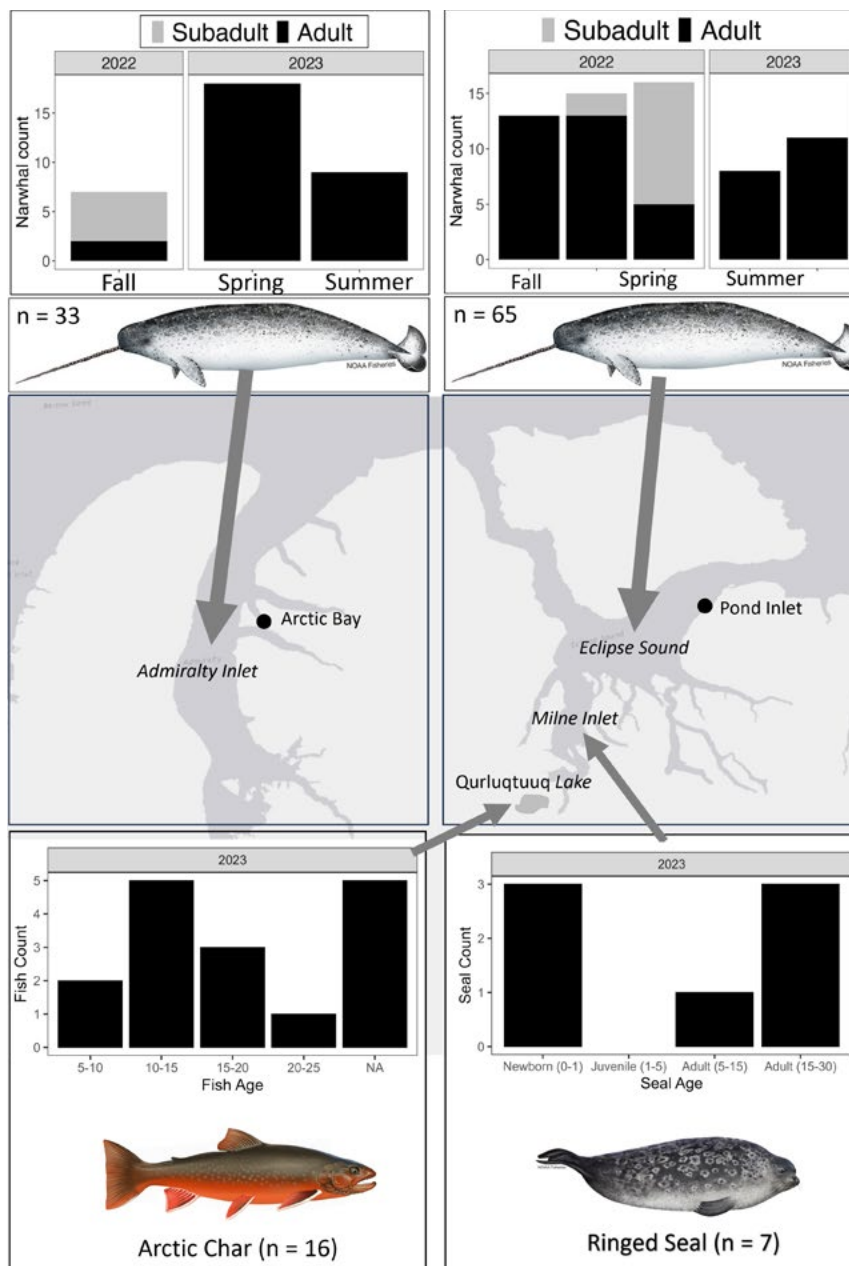 Subadult Adult
2022 2023
Narwhal count
15
10
5
0
Fall Spring Summer
n = 33
NOAA Fisheries
Subadult Adult
2022 2023
Narwhal count
15
10
5
0
Fall Spring Summer
n = 65
NOAA Fisheries
Arctic Bay
Admiralty Inlet
Pond Inlet
Eclipse Sound
Milne Inlet
Qurluqtuuq Lake
2023
Fish Count
5
4
3
2
1
0
5-10 10-15 15-20 20-25 NA
Fish Age
Arctic Char (n = 16)
2023
Seal Count
3
2
1
0
Newborn (0-1) Juvenile (1-5) Adult (5-15) Adult (15-30)
Seal Age
Ringed Seal (n = 7)